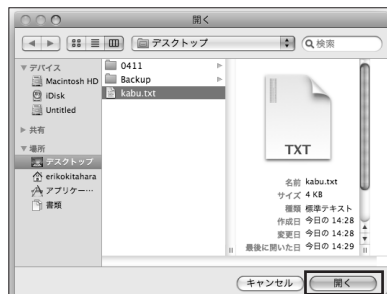 開く
デスクトップ
検索
デバイス
Macintosh HD
iDisk
Untitled
共有
場所
デスクトップ
erikokitahara
アプリケー…
書類
0411
Backup
kabu.txt
TXT
名前 kabu.txt
サイズ 4 KB
種類 標準テキスト
作成日 今日の 14:28
変更日 今日の 14:28
最後に開いた日 今日の 14:29
キャンセル
開く